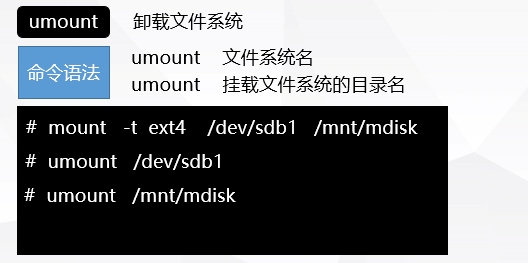 umount 卸载文件系统
命令语法
umount 文件系统名
umount 挂载文件系统的目录名
# mount -t ext4 /dev/sdb1 /mnt/mdisk
# umount /dev/sdb1
# umount /mnt/mdisk